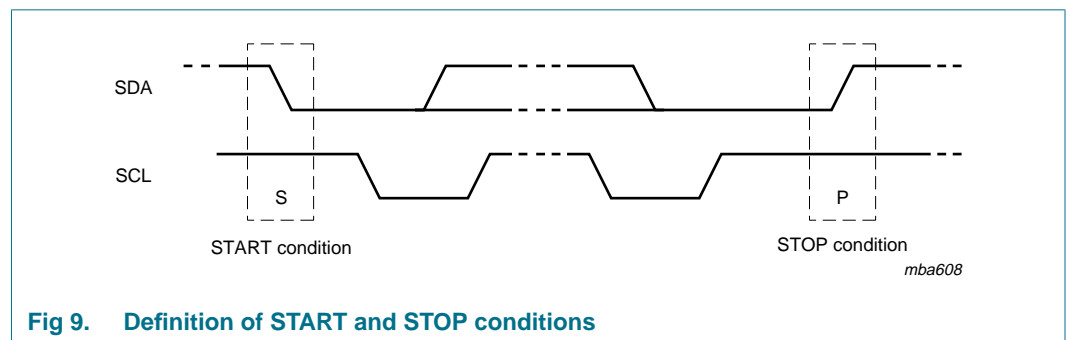 SDA
SCL
S
P
START condition
STOP condition
mba608
Fig 9. Definition of START and STOP conditions